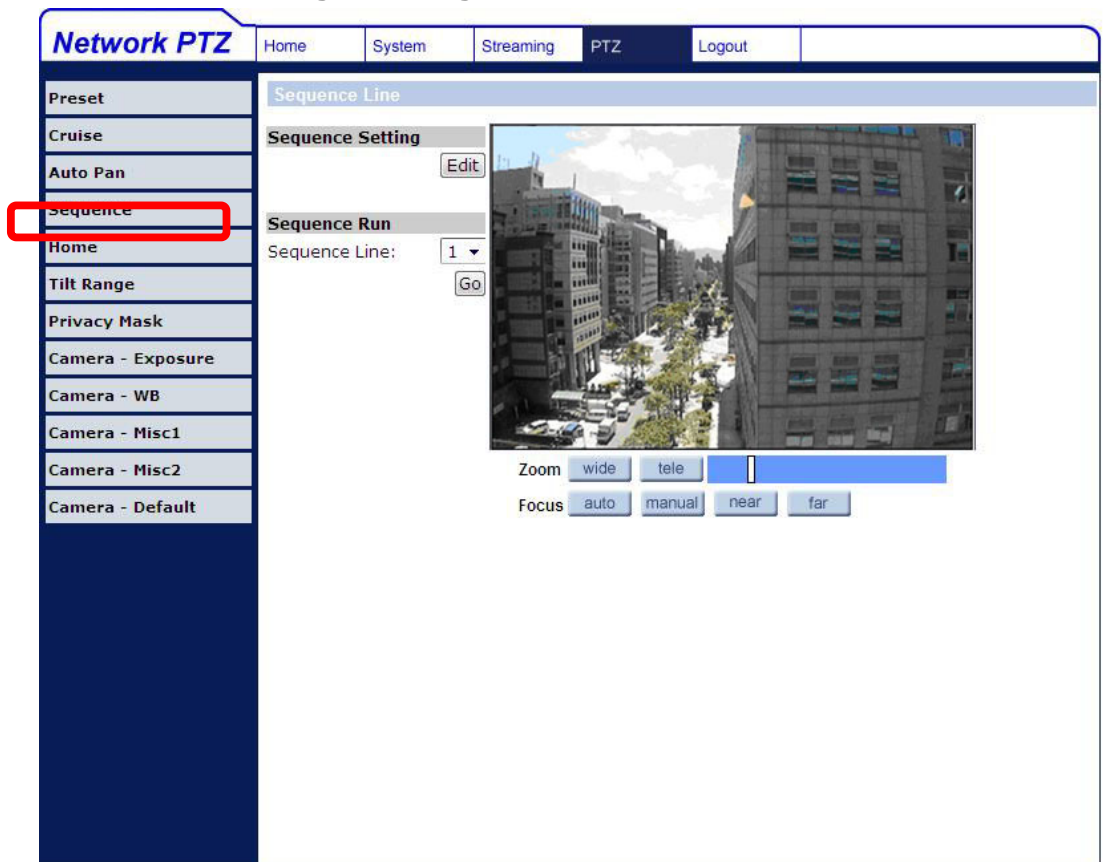 Network PTZ
Home System Streaming PTZ Logout
Preset
Cruise
Auto Pan
Sequence
Home
Tilt Range
Privacy Mask
Camera - Exposure
Camera - WB
Camera - Misc1
Camera - Misc2
Camera - Default
Sequence Line
Sequence Setting
Edit
Sequence Run
Sequence Line: 1
Go
Zoom wide tele
Focus auto manual near far